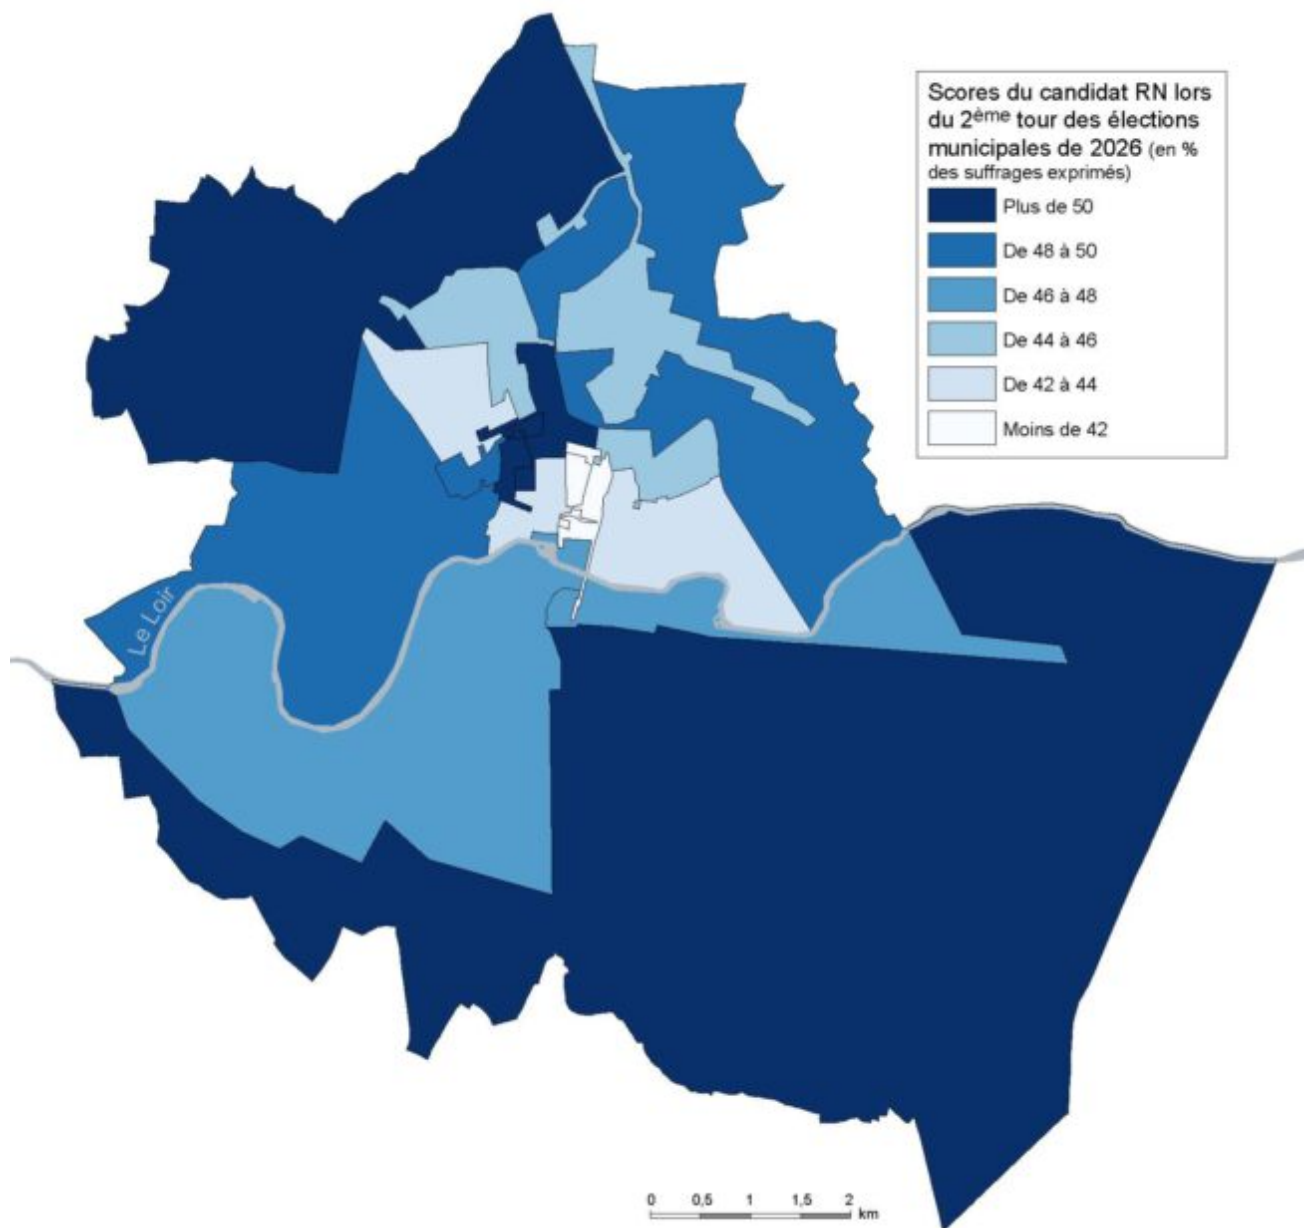 Scores du candidat RN lors
du 2ème tour des élections
municipales de 2026 (en %
des suffrages exprimés)
Plus de 50
De 48 à 50
De 46 à 48
De 44 à 46
De 42 à 44
Moins de 42
Le Loir
0 0,5 1 1,5 2
km